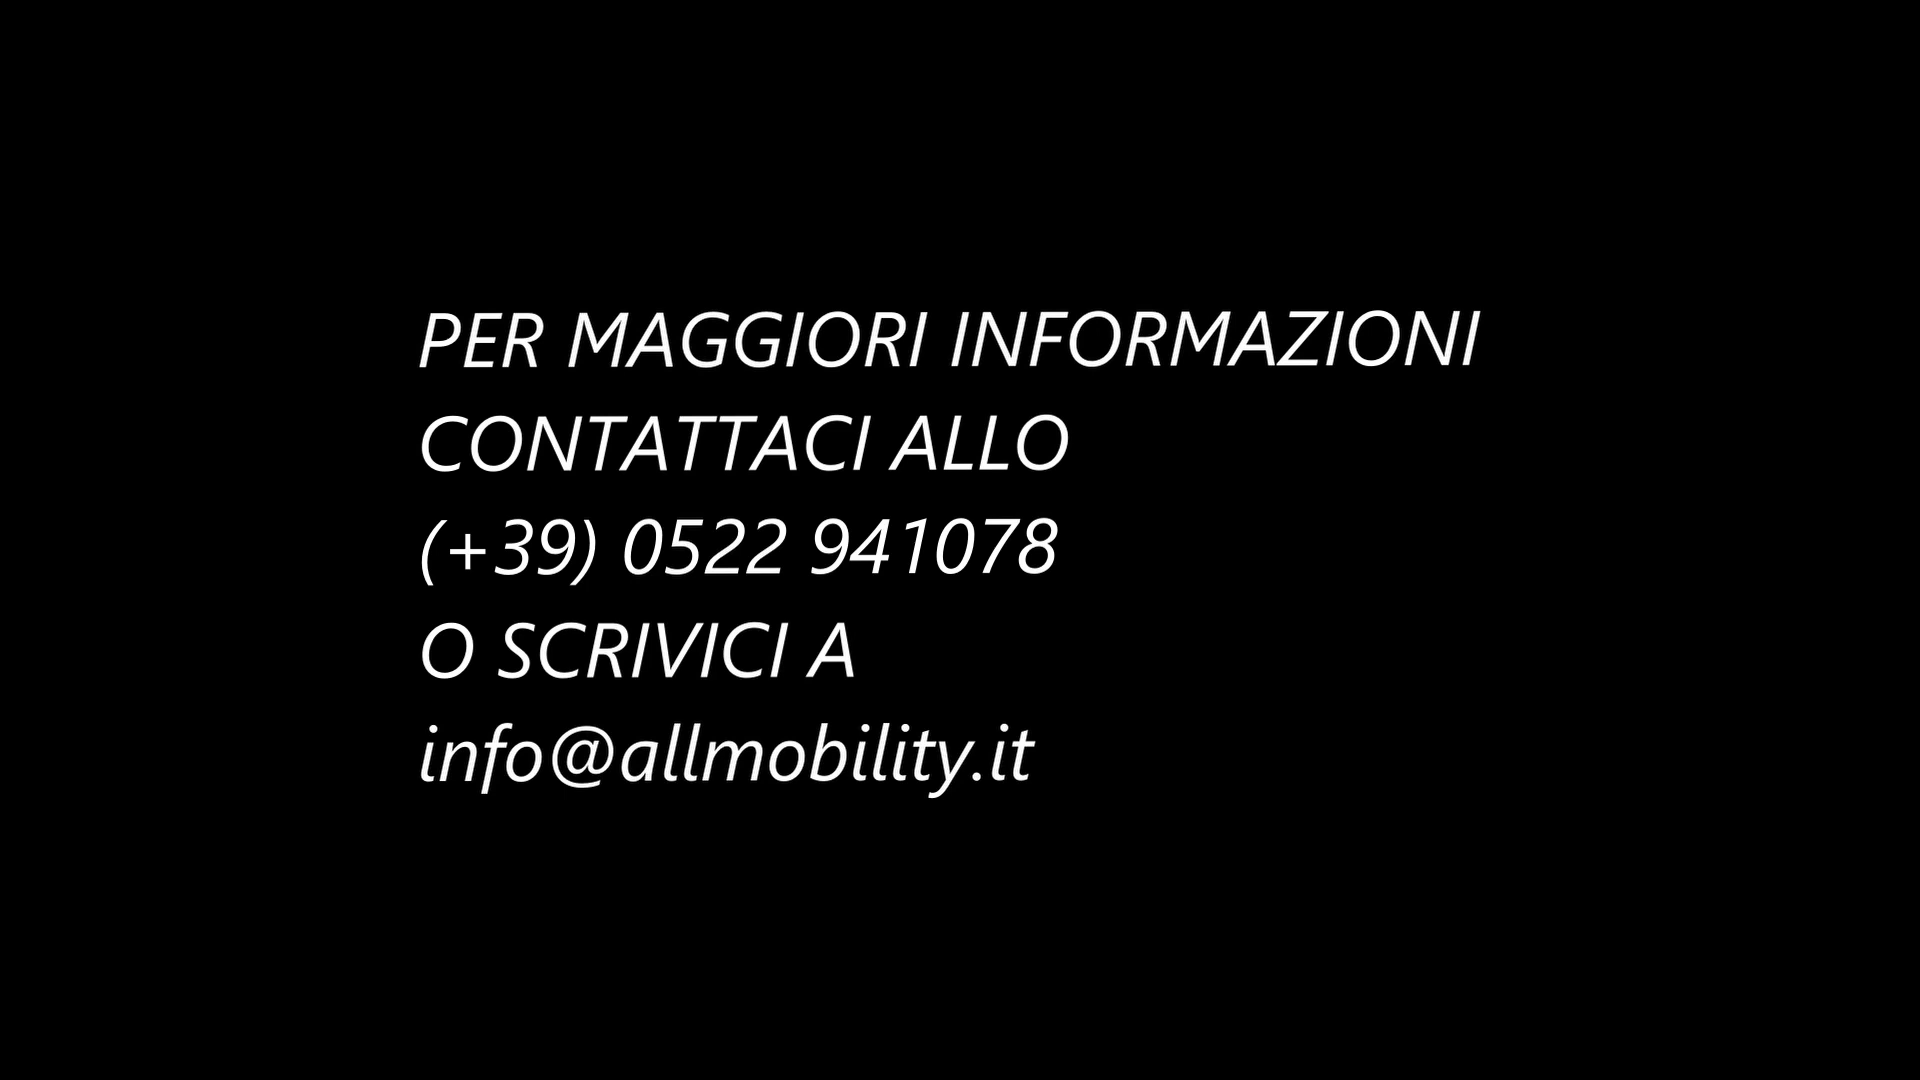 PER MAGGIORI INFORMAZIONI
CONTATTACI ALLO
(+39) 0522 941078
O SCRIVICI A
info@allmobility.it